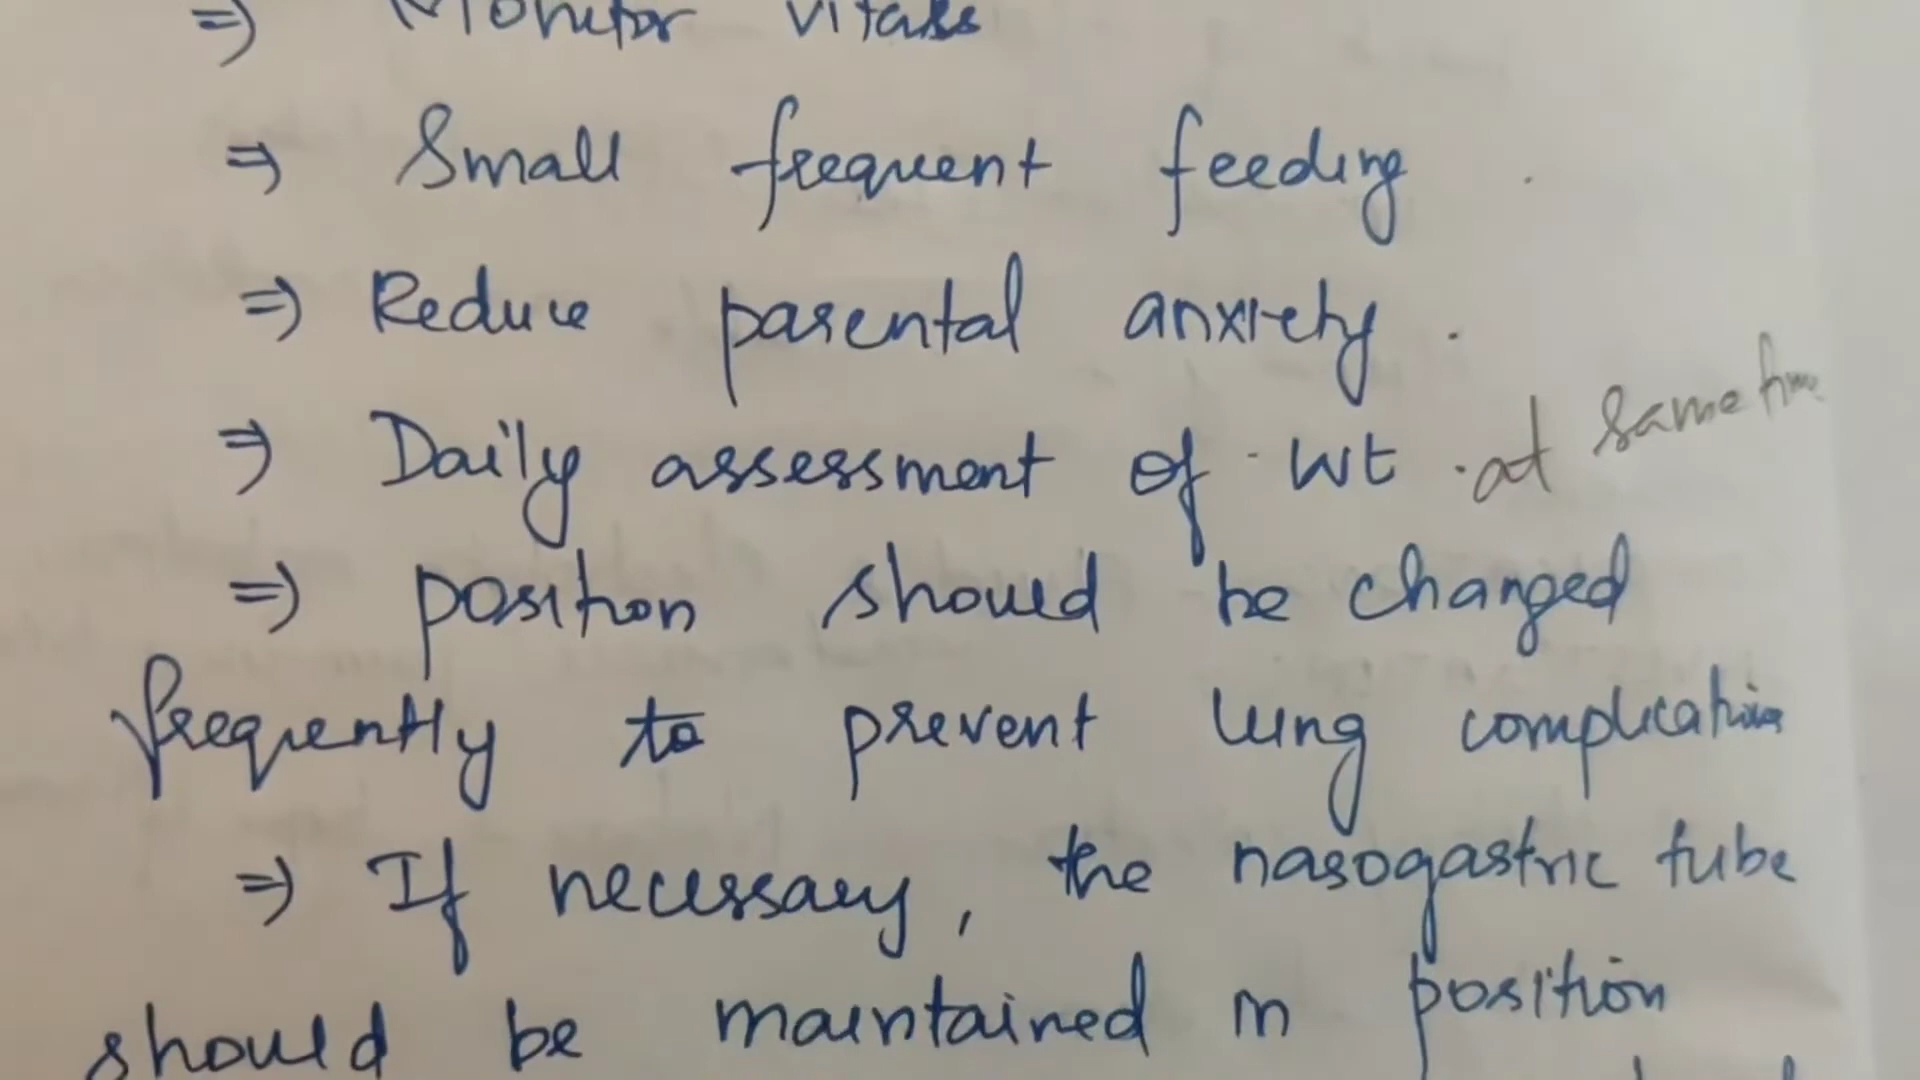 ⇒ Monitor vitals
⇒ Small frequent feeding.
⇒ Reduce parental anxiety.
⇒ Daily assessment of wt. at same time
⇒ position should be changed
frequently to prevent lung complication
⇒ If necessary, the nasogastric tube
should be maintained in position